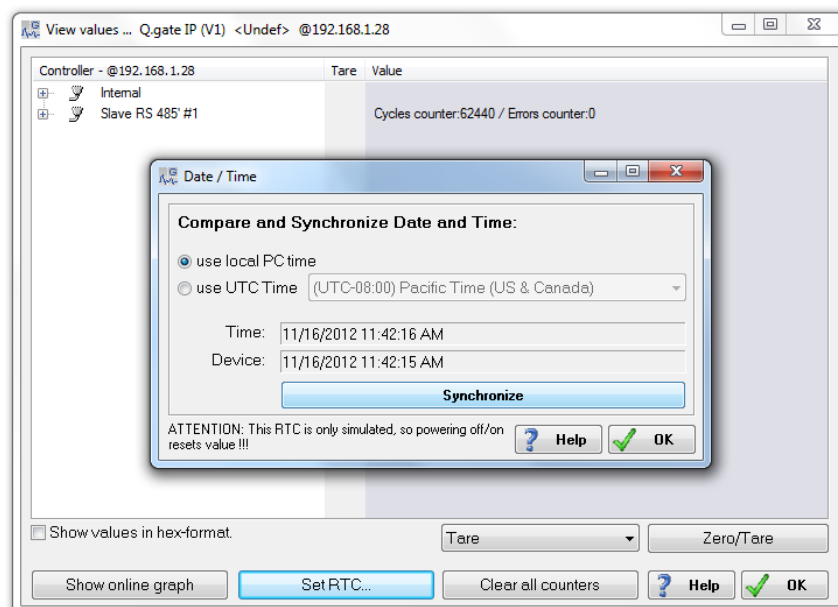 View values ... Q.gate IP (V1) <Undef> @192.168.1.28
Controller - @192.168.1.28 Tare Value
Internal
Slave RS 485' #1 Cycles counter:62440 / Errors counter:0
Date / Time
Compare and Synchronize Date and Time:
use local PC time
use UTC Time (UTC-08:00) Pacific Time (US & Canada)
Time: 11/16/2012 11:42:16 AM
Device: 11/16/2012 11:42:15 AM
Synchronize
ATTENTION: This RTC is only simulated, so powering off/on
resets value !!!
Help OK
Show values in hex-format.
Tare Zero/Tare
Show online graph Set RTC... Clear all counters Help OK